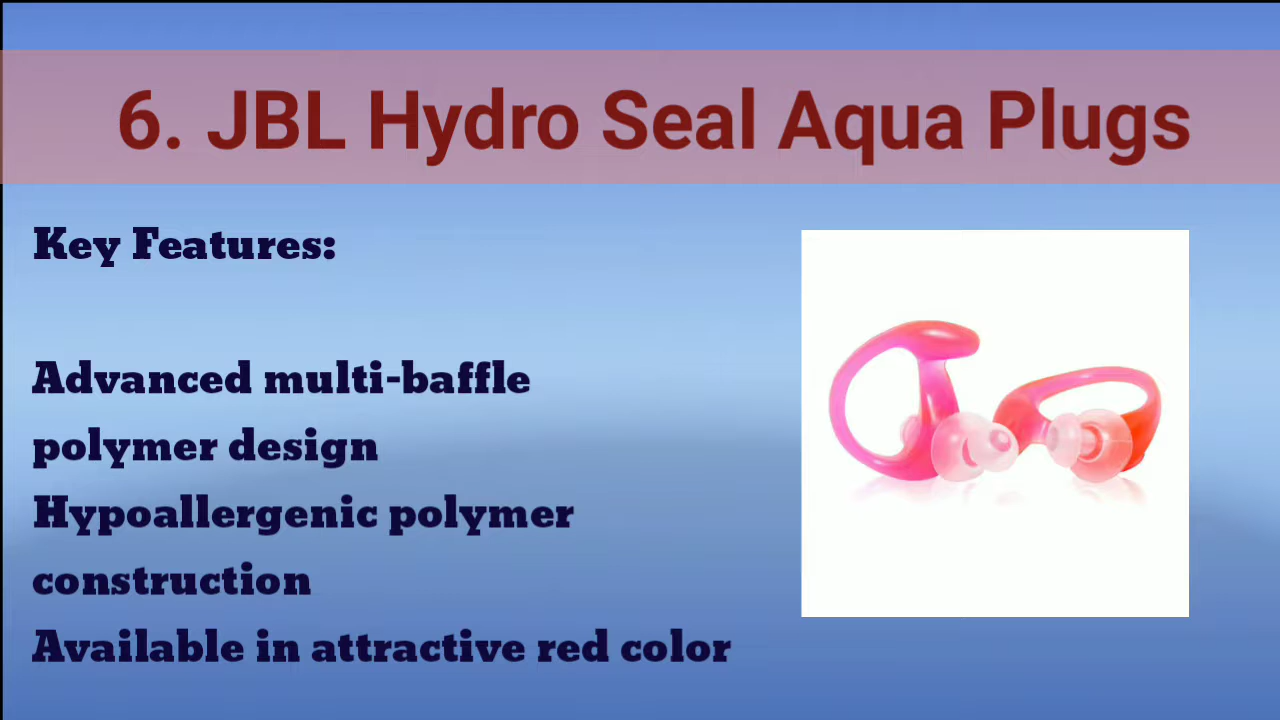 6. JBL Hydro Seal Aqua Plugs
Key Features:
Advanced multi-baffle
polymer design
Hypoallergenic polymer
construction
Available in attractive red color